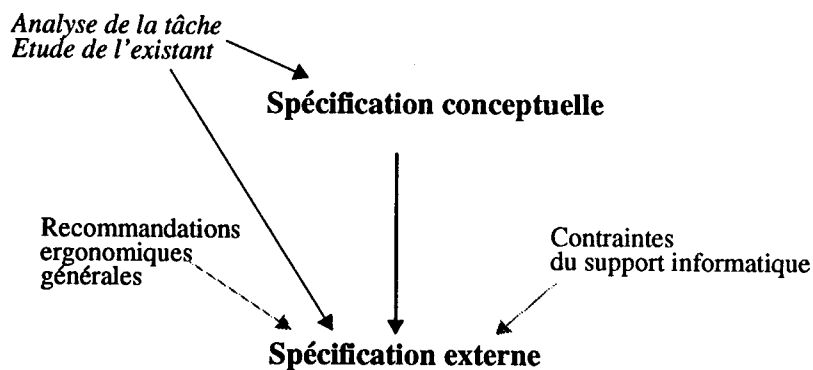 Analyse de la tâche
Etude de l'existant
Spécification conceptuelle
Recommandations
ergonomiques
générales
Contraintes
du support informatique
Spécification externe